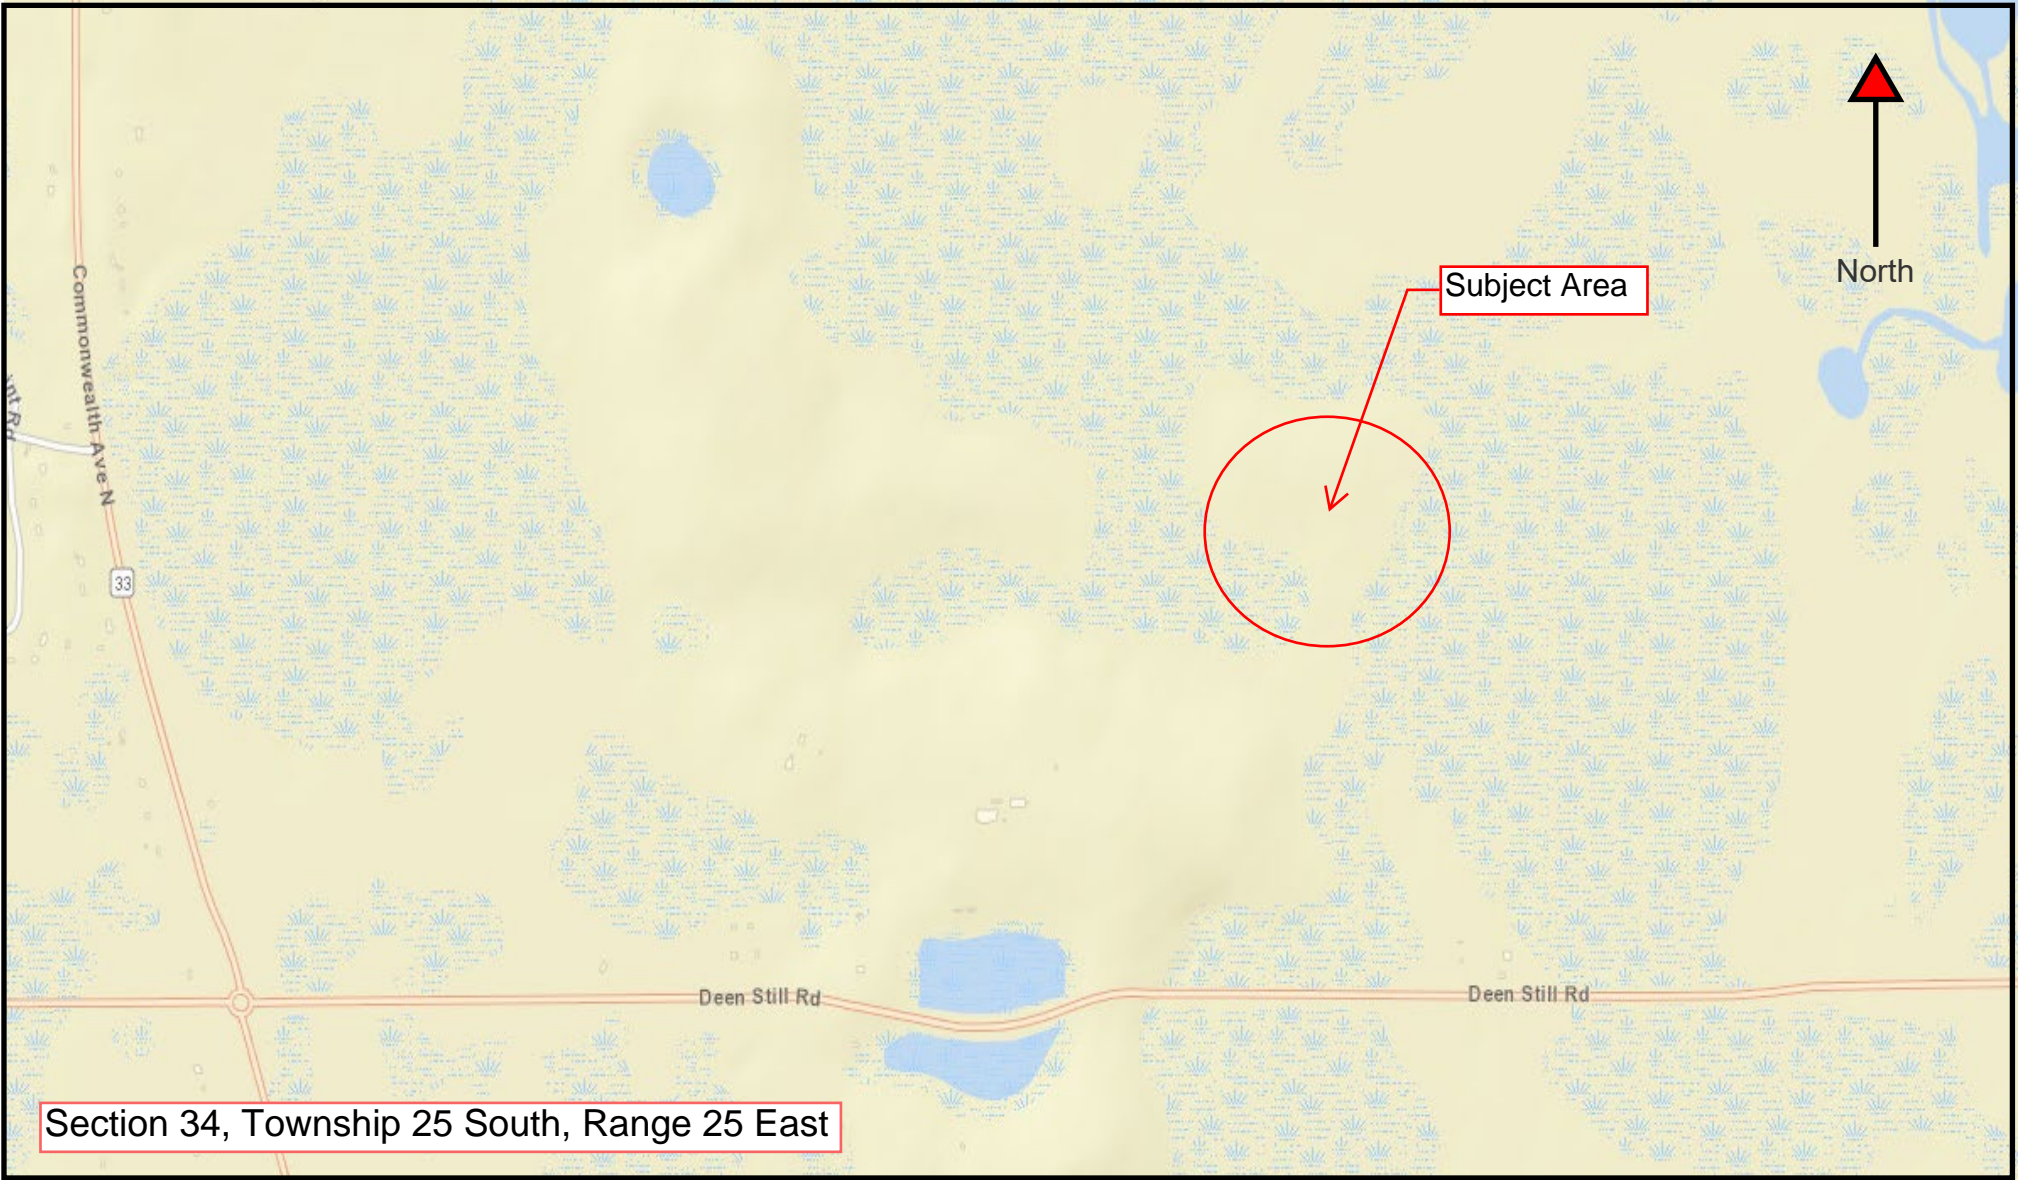 North
Subject Area
Commonwealth Ave N
33
Deen Still Rd
Deen Still Rd
Section 34, Township 25 South, Range 25 East